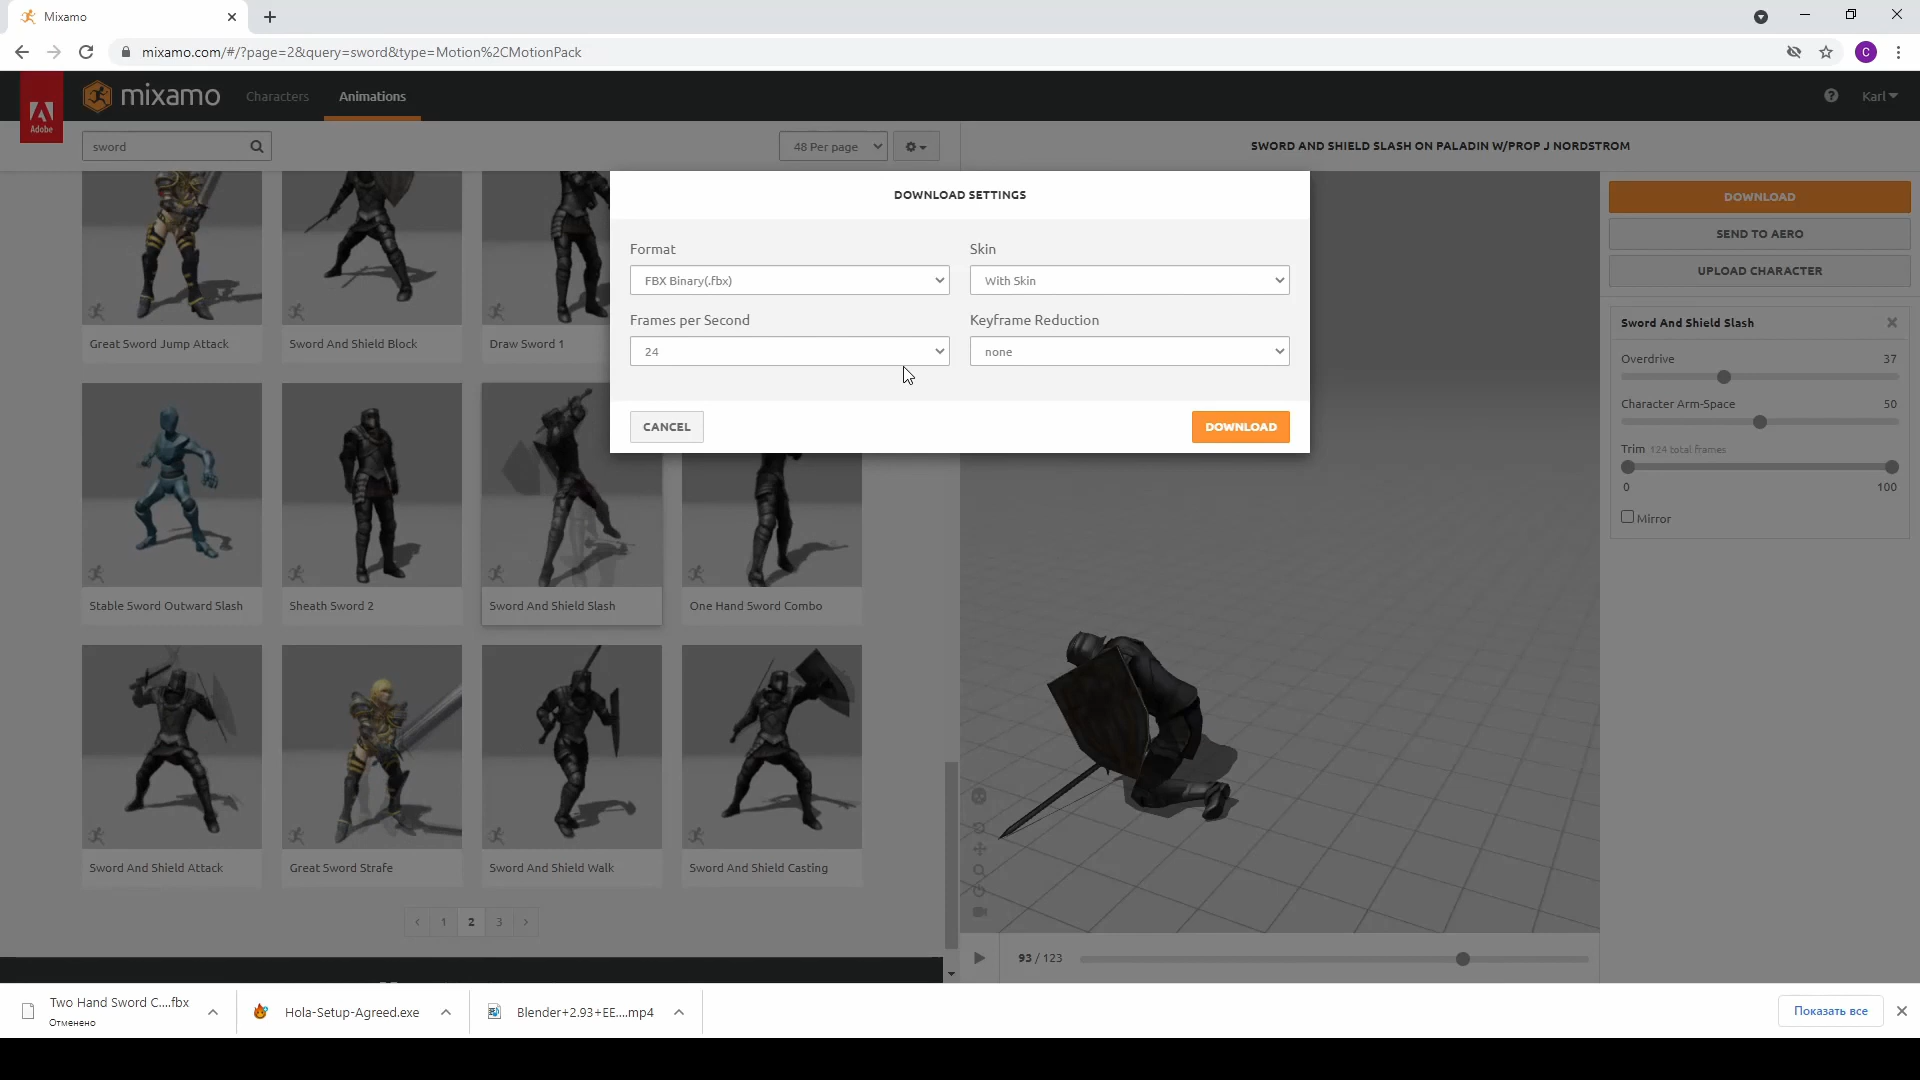 Mixamo
mixamo.com/#/?page=2&query=sword&type=Motion%2CMotionPack
C
Adobe
mixamo
Characters
Animations
Karl
sword
48 Per page
SWORD AND SHIELD SLASH ON PALADIN W/PROP J NORDSTROM
DOWNLOAD SETTINGS
Format
Skin
FBX Binary(.fbx)
With Skin
Frames per Second
Keyframe Reduction
24
none
CANCEL
DOWNLOAD
DOWNLOAD
SEND TO AERO
UPLOAD CHARACTER
Sword And Shield Slash
Overdrive
37
Character Arm-Space
50
Trim 124 total frames
0
100
Mirror
Great Sword Jump Attack
Sword And Shield Block
Draw Sword 1
Stable Sword Outward Slash
Sheath Sword 2
Sword And Shield Slash
One Hand Sword Combo
Sword And Shield Attack
Great Sword Strafe
Sword And Shield Walk
Sword And Shield Casting
< 1 2 3 >
93 / 123
Two Hand Sword C....fbx
Отменено
Hola-Setup-Agreed.exe
Blender+2.93+EE....mp4
Показать все